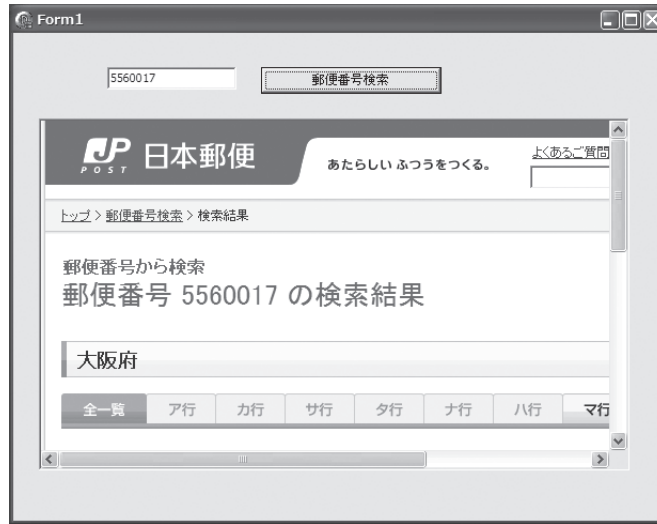 Form1
5560017 郵便番号検索
JP POST 日本郵便
あたらしい ふつうをつくる。
よくあるご質問
トップ > 郵便番号検索 > 検索結果
郵便番号から検索
郵便番号 5560017 の検索結果
大阪府
全一覧 ア行 カ行 サ行 タ行 ナ行 ハ行 マ行